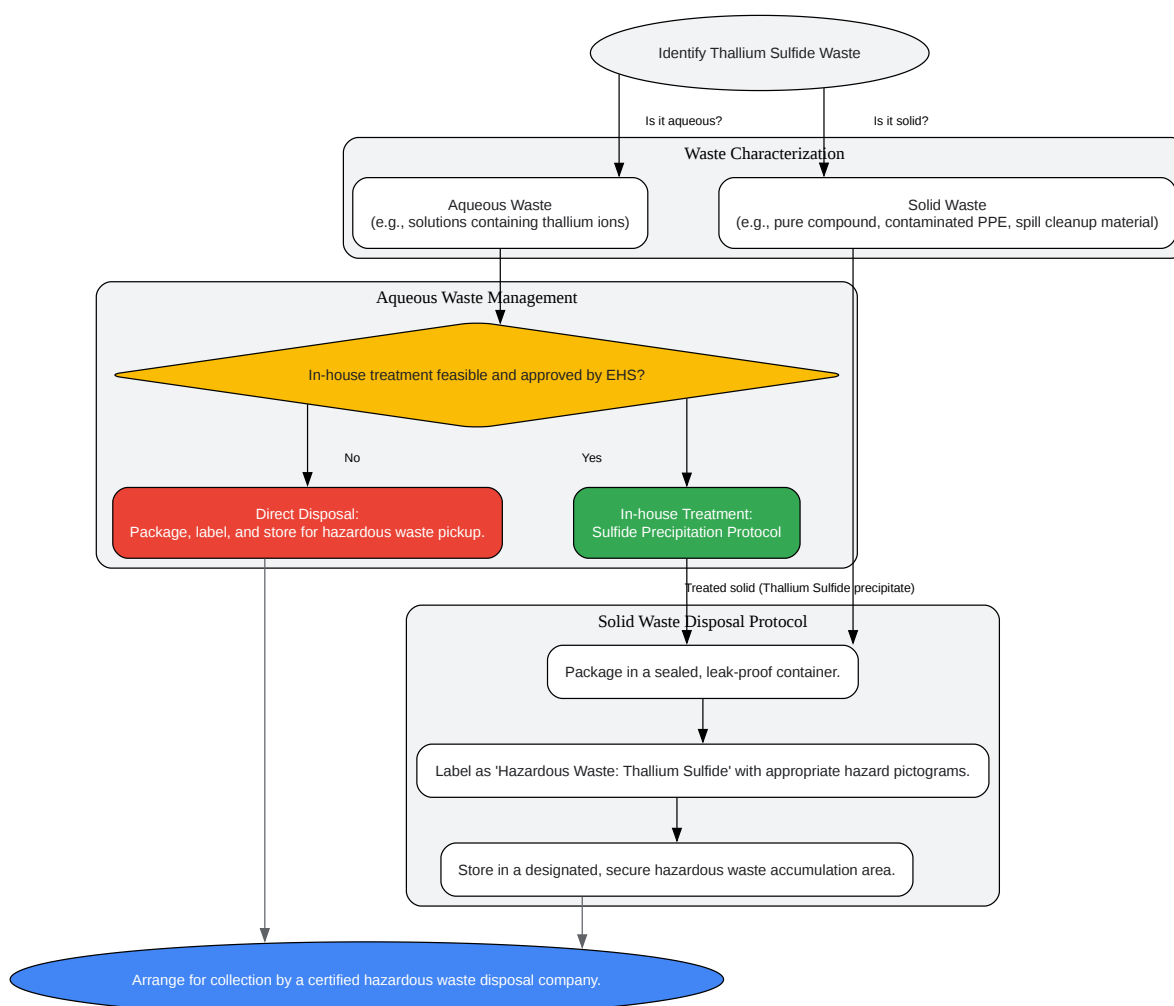 Identify Thallium Sulfide Waste
Is it aqueous?
Is it solid?
Waste Characterization
Aqueous Waste
(e.g., solutions containing thallium ions)
Solid Waste
(e.g., pure compound, contaminated PPE, spill cleanup material)
Aqueous Waste Management
In-house treatment feasible and approved by EHS?
No
Yes
Direct Disposal:
Package, label, and store for hazardous waste pickup.
In-house Treatment:
Sulfide Precipitation Protocol
Treated solid (Thallium Sulfide precipitate)
Solid Waste Disposal Protocol
Package in a sealed, leak-proof container.
Label as 'Hazardous Waste: Thallium Sulfide' with appropriate hazard pictograms.
Store in a designated, secure hazardous waste accumulation area.
Arrange for collection by a certified hazardous waste disposal company.